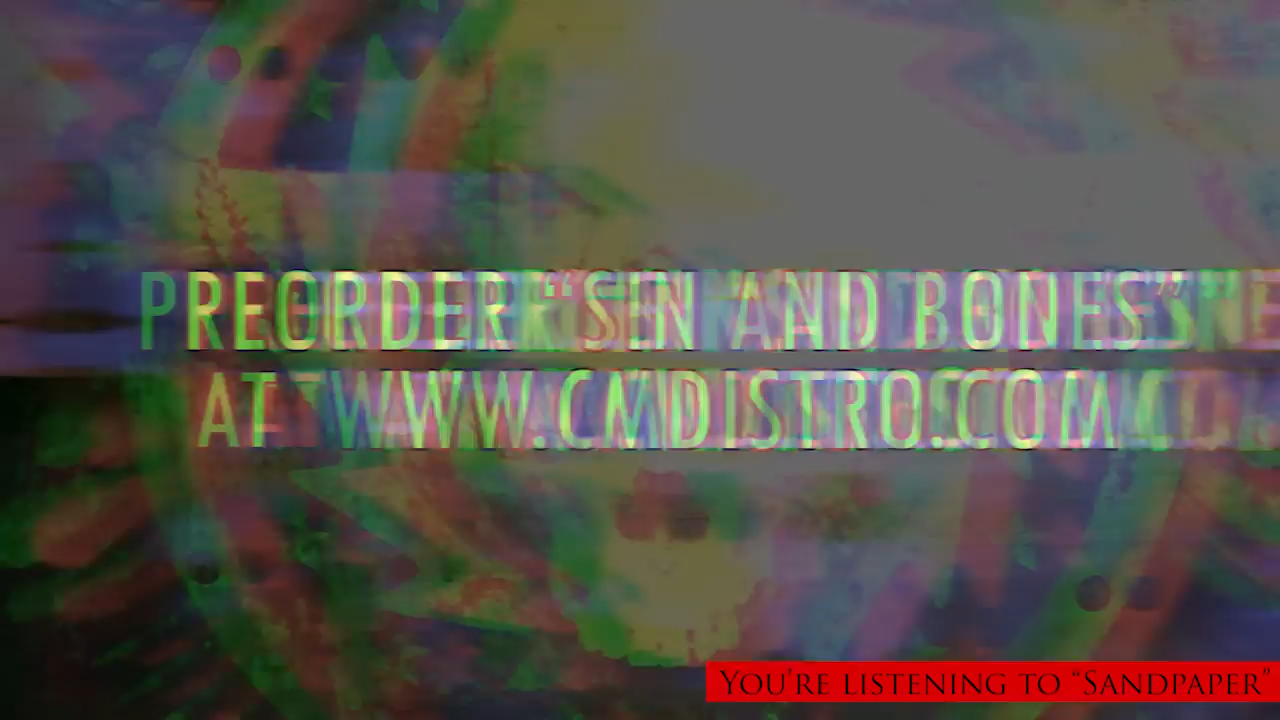 PREORDER “SIN AND BONES”
AT WWW.CMDISTRO.COM
YOU’RE LISTENING TO “SANDPAPER”